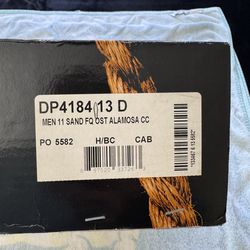 DP4184 13 D
MEN 11 SAND FQ OST ALAMOSA CC
PO 5582 H/BC CAB